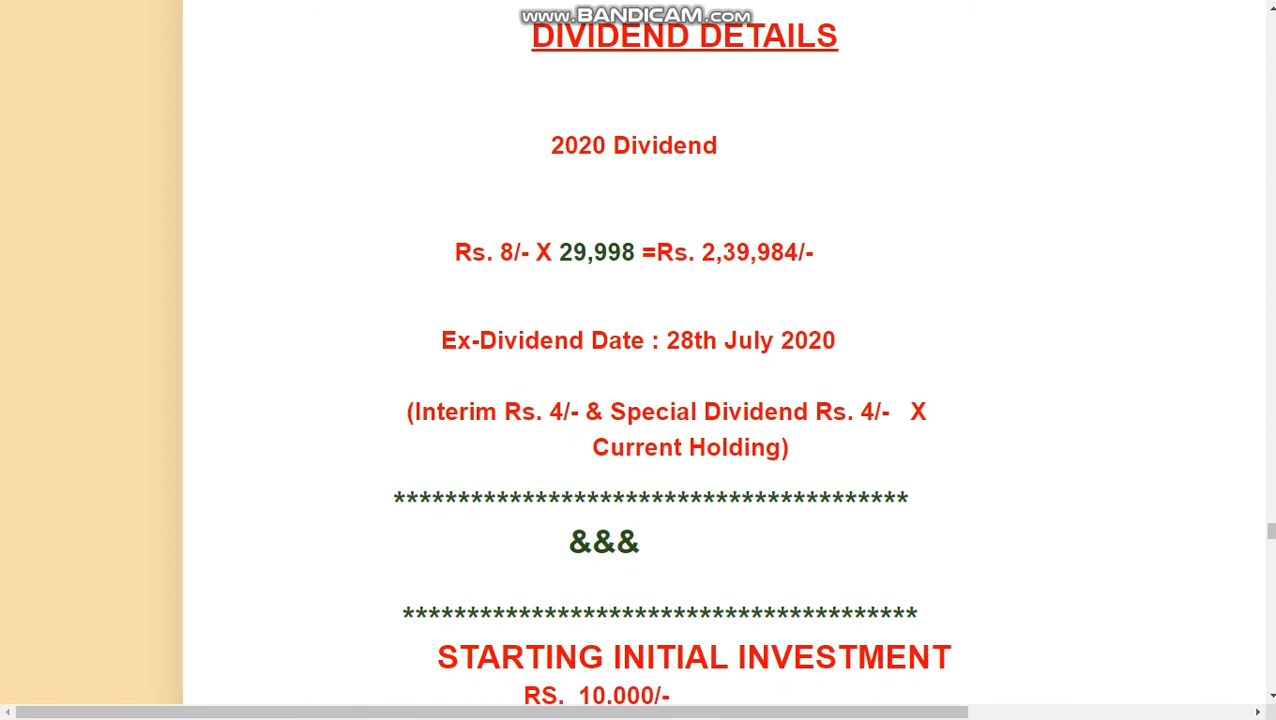 www.BANDICAM.com
DIVIDEND DETAILS
2020 Dividend
Rs. 8/- X 29,998 =Rs. 2,39,984/-
Ex-Dividend Date : 28th July 2020
(Interim Rs. 4/- & Special Dividend Rs. 4/- X
Current Holding)
*****************************************
&&&
*****************************************
STARTING INITIAL INVESTMENT
RS. 10.000/-